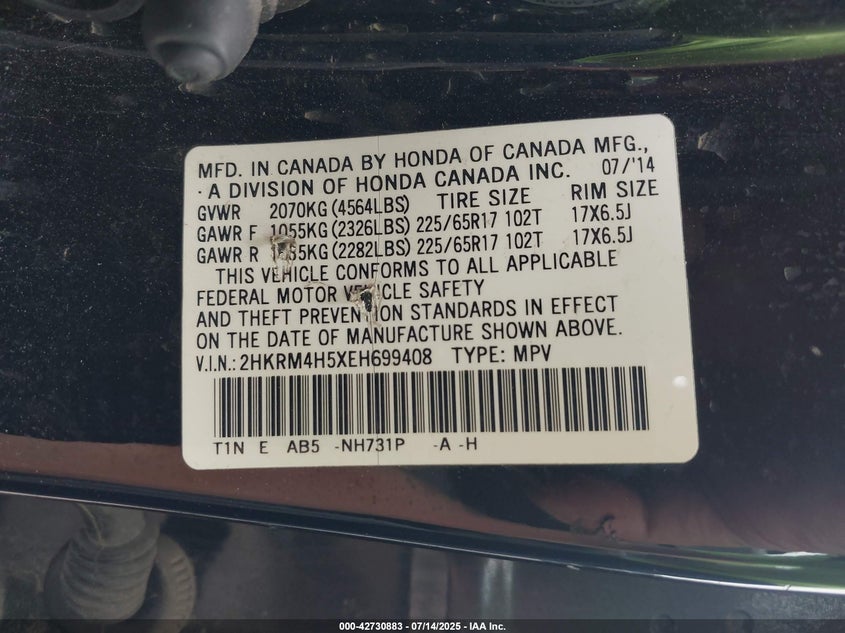 MFD. IN CANADA BY HONDA OF CANADA MFG.,
· A DIVISION OF HONDA CANADA INC. 07/'14
GVWR 2070KG (4564LBS) TIRE SIZE RIM SIZE
GAWR F 1055KG (2326LBS) 225/65R17 102T 17X6.5J
GAWR R (2282LBS) 225/65R17 102T 17X6.5J
THIS VEHICLE CONFORMS TO ALL APPLICABLE
FEDERAL MOTOR VEHICLE SAFETY
AND THEFT PREVENTION STANDARDS IN EFFECT
ON THE DATE OF MANUFACTURE SHOWN ABOVE.
V.I.N.: 2HKRM4H5XEH699408 TYPE: MPV
T1N E AB5 -NH731P -A -H
000-42730883 - 07/14/2025 - IAA Inc.